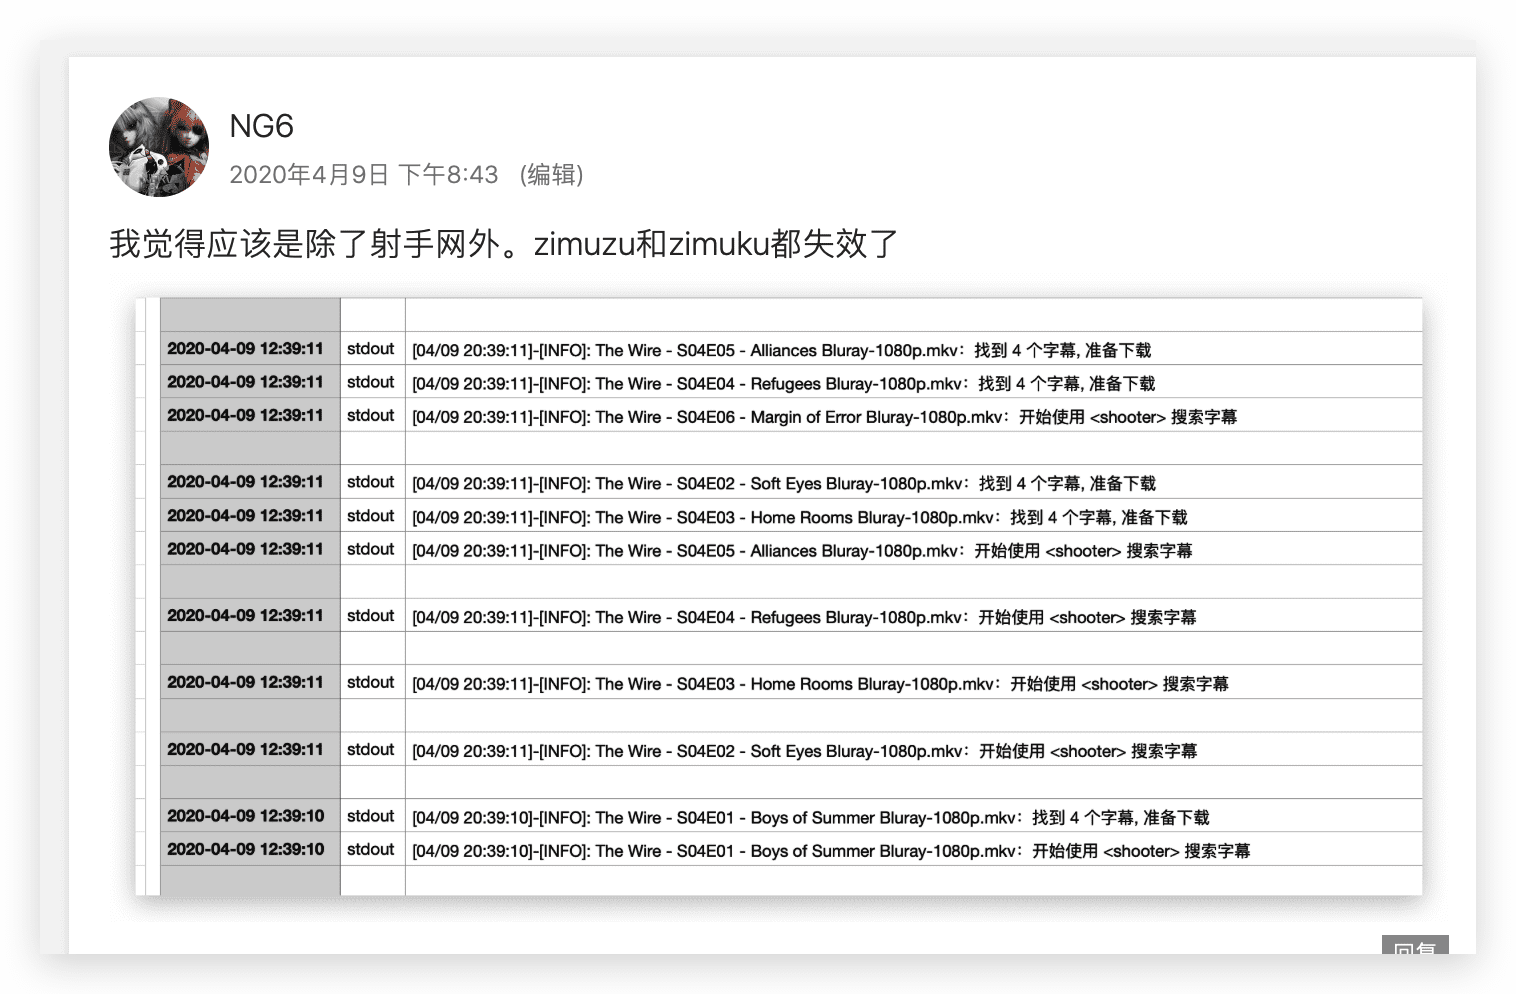 NG6
2020年4月9日 下午8:43 (编辑)
我觉得应该是除了射手网外。zimuzu和zimuku都失效了
2020-04-09 12:39:11 stdout [04/09 20:39:11]-[INFO]: The Wire - S04E05 - Alliances Bluray-1080p.mkv：找到 4 个字幕, 准备下载
2020-04-09 12:39:11 stdout [04/09 20:39:11]-[INFO]: The Wire - S04E04 - Refugees Bluray-1080p.mkv：找到 4 个字幕, 准备下载
2020-04-09 12:39:11 stdout [04/09 20:39:11]-[INFO]: The Wire - S04E06 - Margin of Error Bluray-1080p.mkv：开始使用 <shooter> 搜索字幕
2020-04-09 12:39:11 stdout [04/09 20:39:11]-[INFO]: The Wire - S04E02 - Soft Eyes Bluray-1080p.mkv：找到 4 个字幕, 准备下载
2020-04-09 12:39:11 stdout [04/09 20:39:11]-[INFO]: The Wire - S04E03 - Home Rooms Bluray-1080p.mkv：找到 4 个字幕, 准备下载
2020-04-09 12:39:11 stdout [04/09 20:39:11]-[INFO]: The Wire - S04E05 - Alliances Bluray-1080p.mkv：开始使用 <shooter> 搜索字幕
2020-04-09 12:39:11 stdout [04/09 20:39:11]-[INFO]: The Wire - S04E04 - Refugees Bluray-1080p.mkv：开始使用 <shooter> 搜索字幕
2020-04-09 12:39:11 stdout [04/09 20:39:11]-[INFO]: The Wire - S04E03 - Home Rooms Bluray-1080p.mkv：开始使用 <shooter> 搜索字幕
2020-04-09 12:39:11 stdout [04/09 20:39:11]-[INFO]: The Wire - S04E02 - Soft Eyes Bluray-1080p.mkv：开始使用 <shooter> 搜索字幕
2020-04-09 12:39:10 stdout [04/09 20:39:10]-[INFO]: The Wire - S04E01 - Boys of Summer Bluray-1080p.mkv：找到 4 个字幕, 准备下载
2020-04-09 12:39:10 stdout [04/09 20:39:10]-[INFO]: The Wire - S04E01 - Boys of Summer Bluray-1080p.mkv：开始使用 <shooter> 搜索字幕
回复